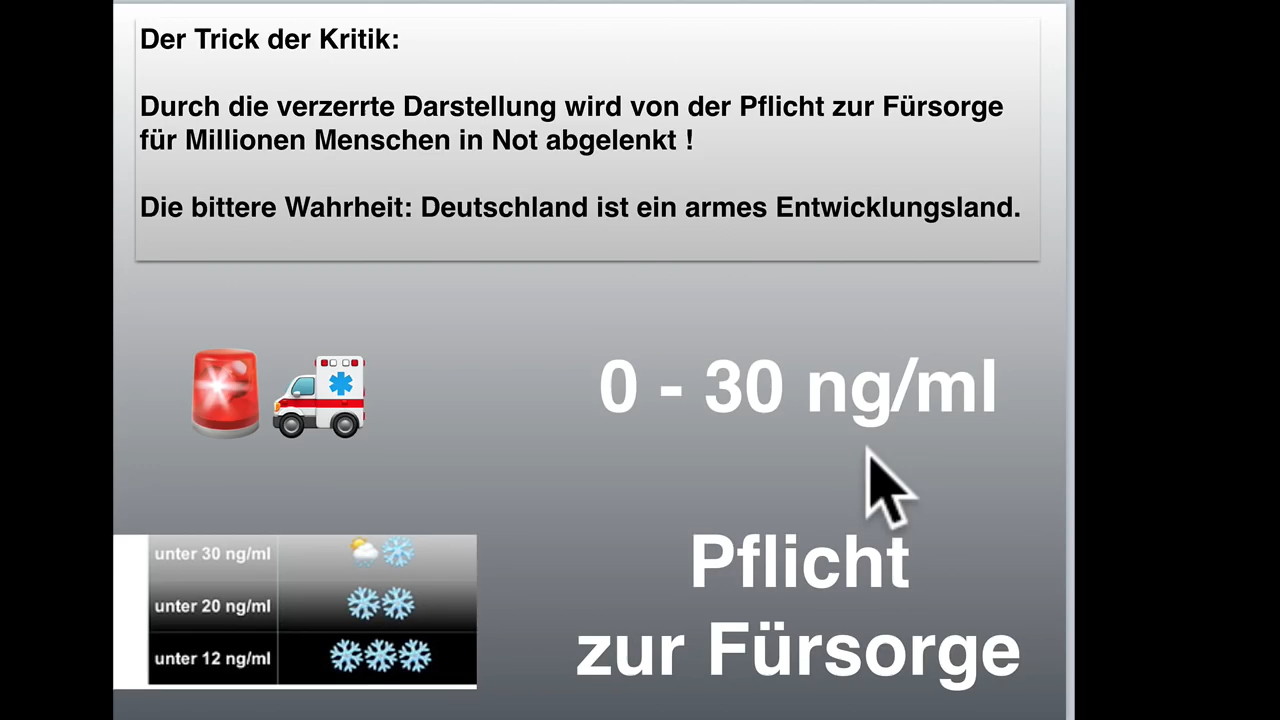 Der Trick der Kritik:
Durch die verzerrte Darstellung wird von der Pflicht zur Fürsorge
für Millionen Menschen in Not abgelenkt !
Die bittere Wahrheit: Deutschland ist ein armes Entwicklungsland.
0 - 30 ng/ml
unter 30 ng/ml
unter 20 ng/ml
unter 12 ng/ml
Pflicht
zur Fürsorge